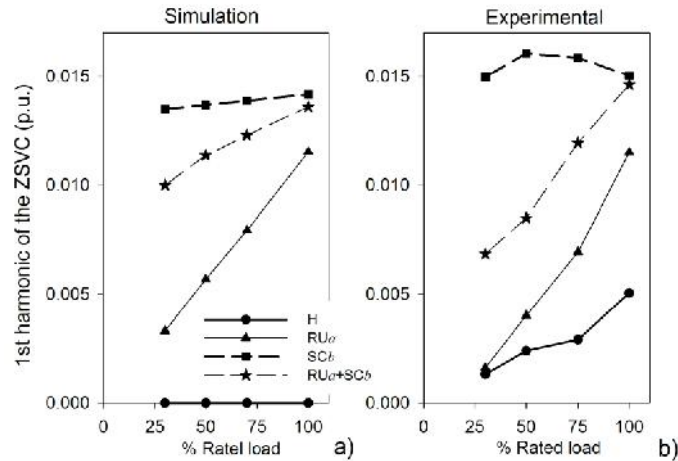 Simulation
Experimental
1st harmonic of the ZSVC (p.u.)
0.015
0.010
0.005
0.000
H
RUa
SCb
RUa+SCb
0 25 50 75 100
% Ratel load
a)
0.015
0.010
0.005
0.000
0 25 50 75 100
% Rated load
b)